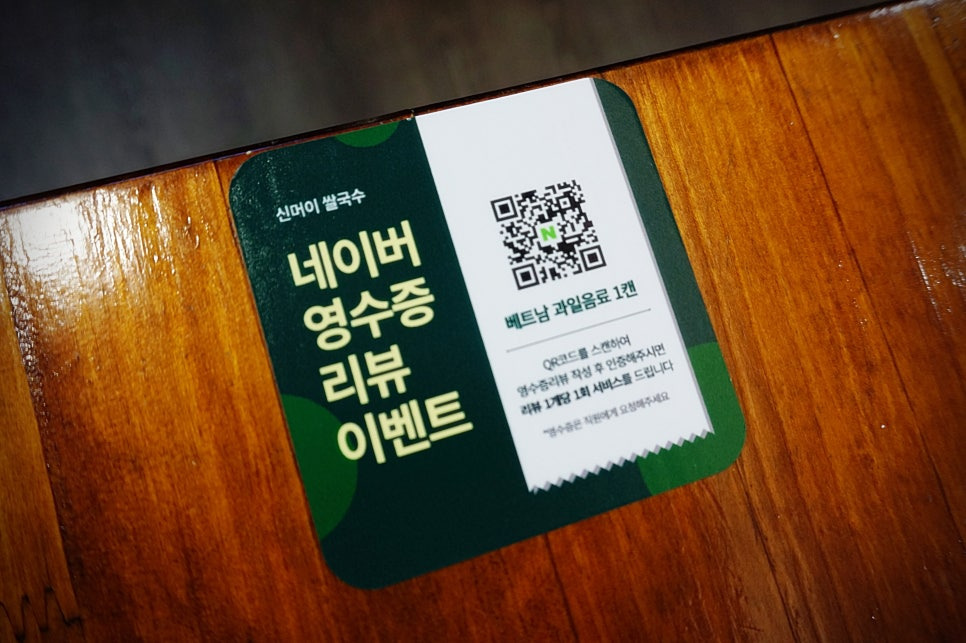 신머이 쌀국수
네이버
영수증
리뷰
이벤트
N
베트남 과일음료 1캔
QR코드를 스캔하여
영수증리뷰 작성 후 인증해주시면
리뷰 1개당 1회 서비스를 드립니다
*영수증은 직원에게 요청해주세요